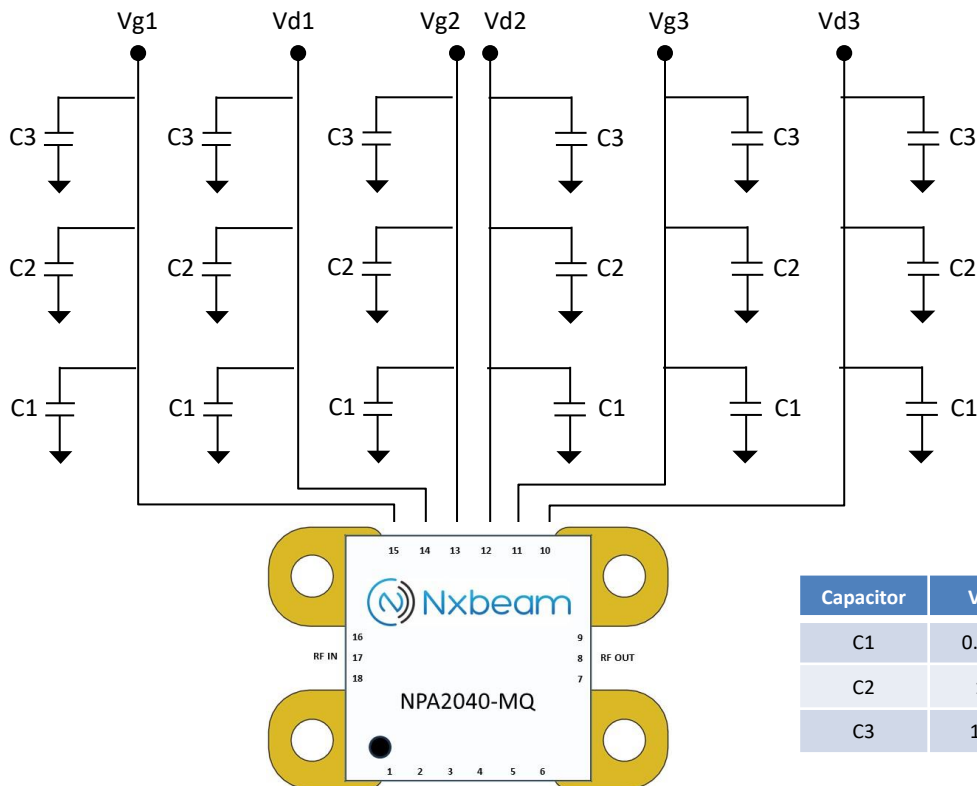 Vg1 Vd1 Vg2 Vd2 Vg3 Vd3
C3 C3 C3 C3 C3 C3
C2 C2 C2 C2 C2 C2
C1 C1 C1 C1 C1 C1
15 14 13 12 11 10
Nxbeam
16 9
RF IN 17 8 RF OUT
18 7
NPA2040-MQ
1 2 3 4 5 6
Capacitor V
C1 0.
C2
C3 1